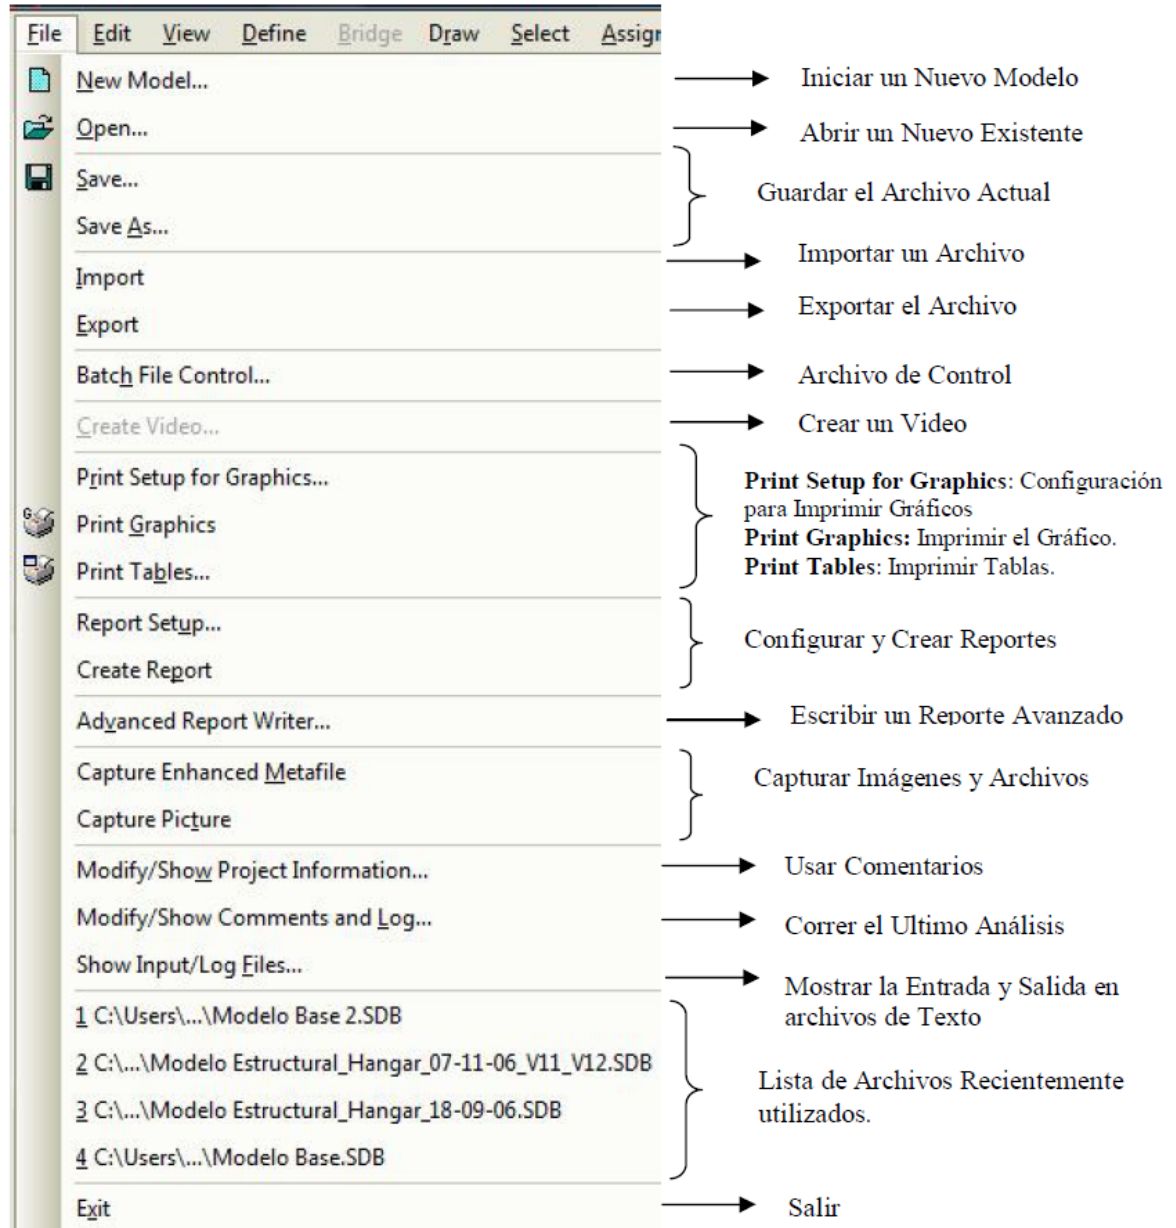 File Edit View Define Bridge Draw Select Assign
New Model... Iniciar un Nuevo Modelo
Open... Abrir un Nuevo Existente
Save...
Guardar el Archivo Actual
Save As...
Importar un Archivo
Import
Exportar el Archivo
Export
Batch File Control... Archivo de Control
Create Video... Crear un Video
Print Setup for Graphics...
Print Graphics
Print Tables...
Print Setup for Graphics: Configuración
para Imprimir Gráficos
Print Graphics: Imprimir el Gráfico.
Print Tables: Imprimir Tablas.
Report Setup...
Create Report
Configurar y Crear Reportes
Advanced Report Writer... Escribir un Reporte Avanzado
Capture Enhanced Metafile
Capture Picture
Capturar Imágenes y Archivos
Modify/Show Project Information... Usar Comentarios
Modify/Show Comments and Log... Correr el Ultimo Análisis
Show Input/Log Files... Mostrar la Entrada y Salida en
archivos de Texto
1 C:\Users\...\Modelo Base 2.SDB
2 C:\...\Modelo Estructural_Hangar_07-11-06_V11_V12.SDB
3 C:\...\Modelo Estructural_Hangar_18-09-06.SDB
4 C:\Users\...\Modelo Base.SDB
Lista de Archivos Recientemente
utilizados.
Exit Salir